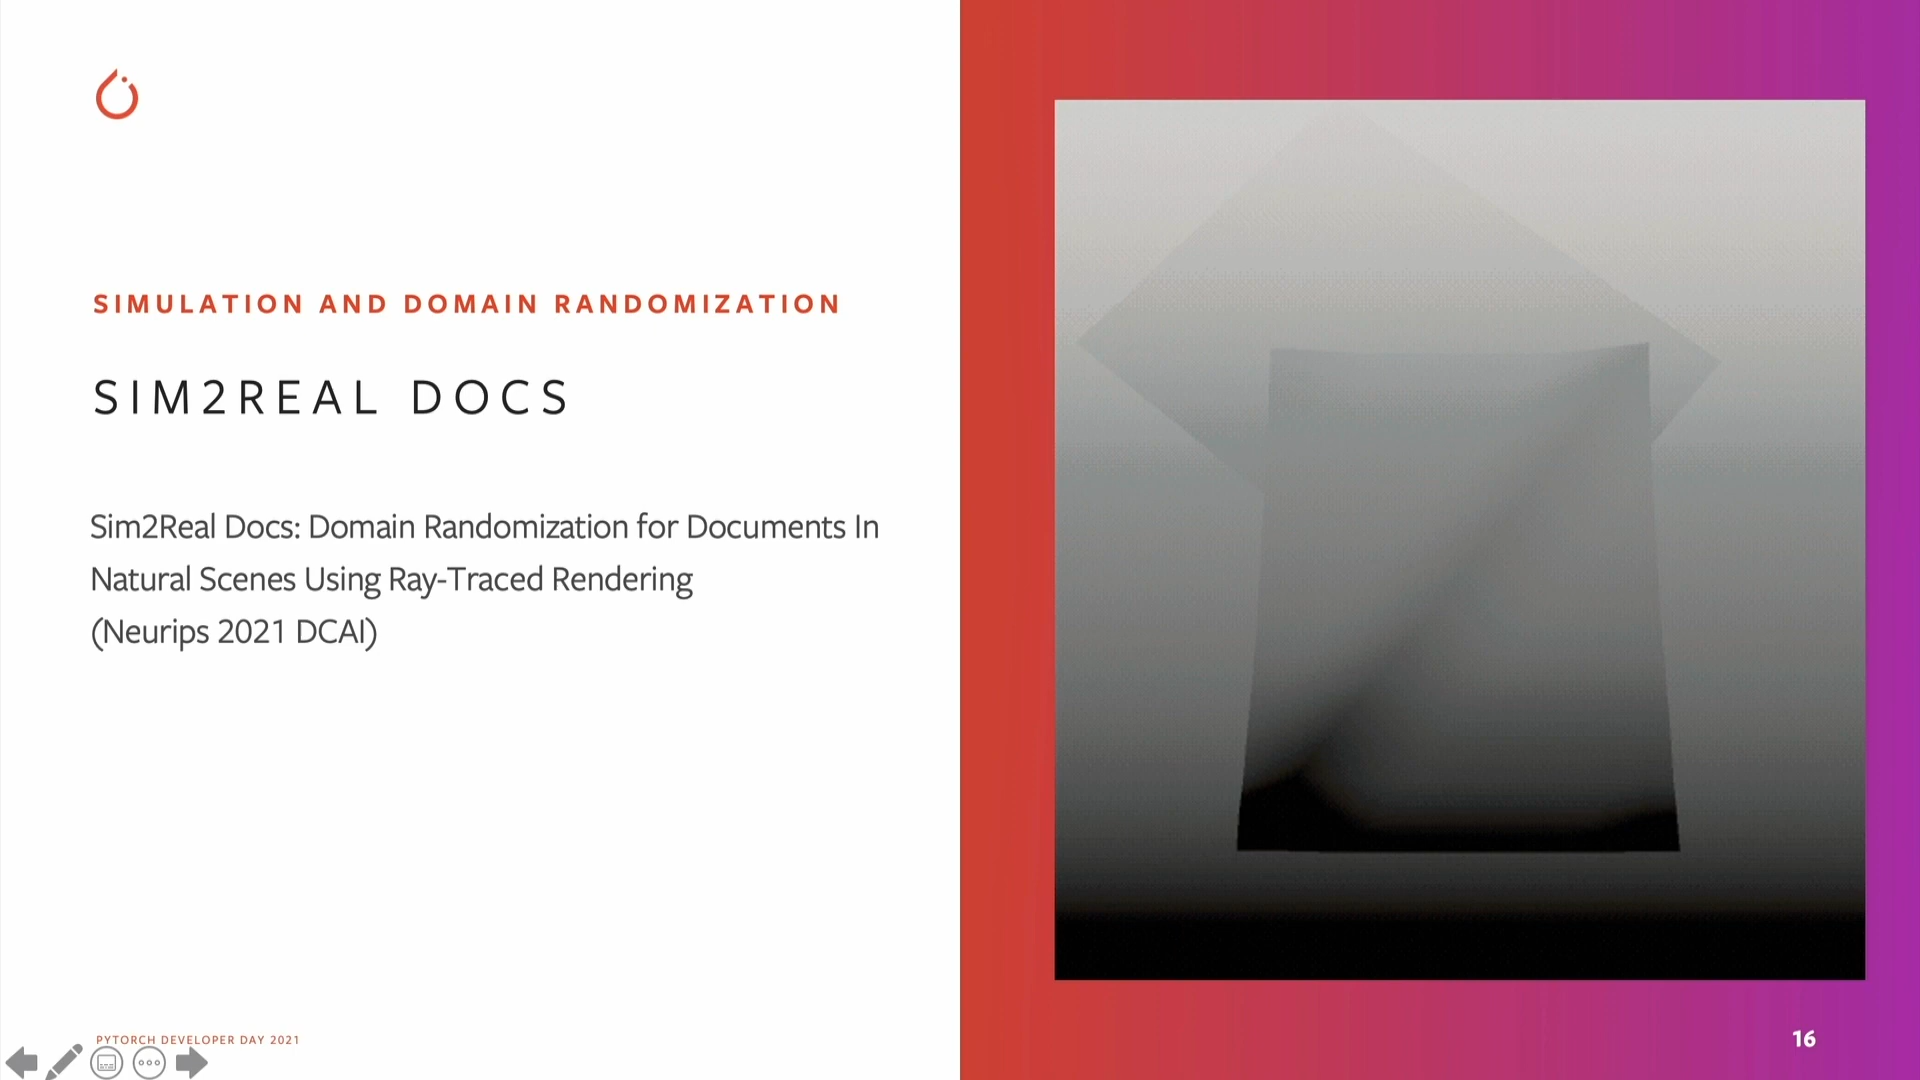 SIMULATION AND DOMAIN RANDOMIZATION
SIM2REAL DOCS
Sim2Real Docs: Domain Randomization for Documents In
Natural Scenes Using Ray-Traced Rendering
(Neurips 2021 DCAI)
PYTORCH DEVELOPER DAY 2021
16